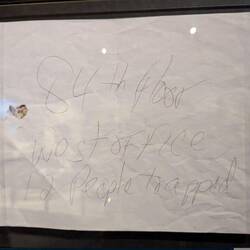 84th floor
west office
12 people trapped